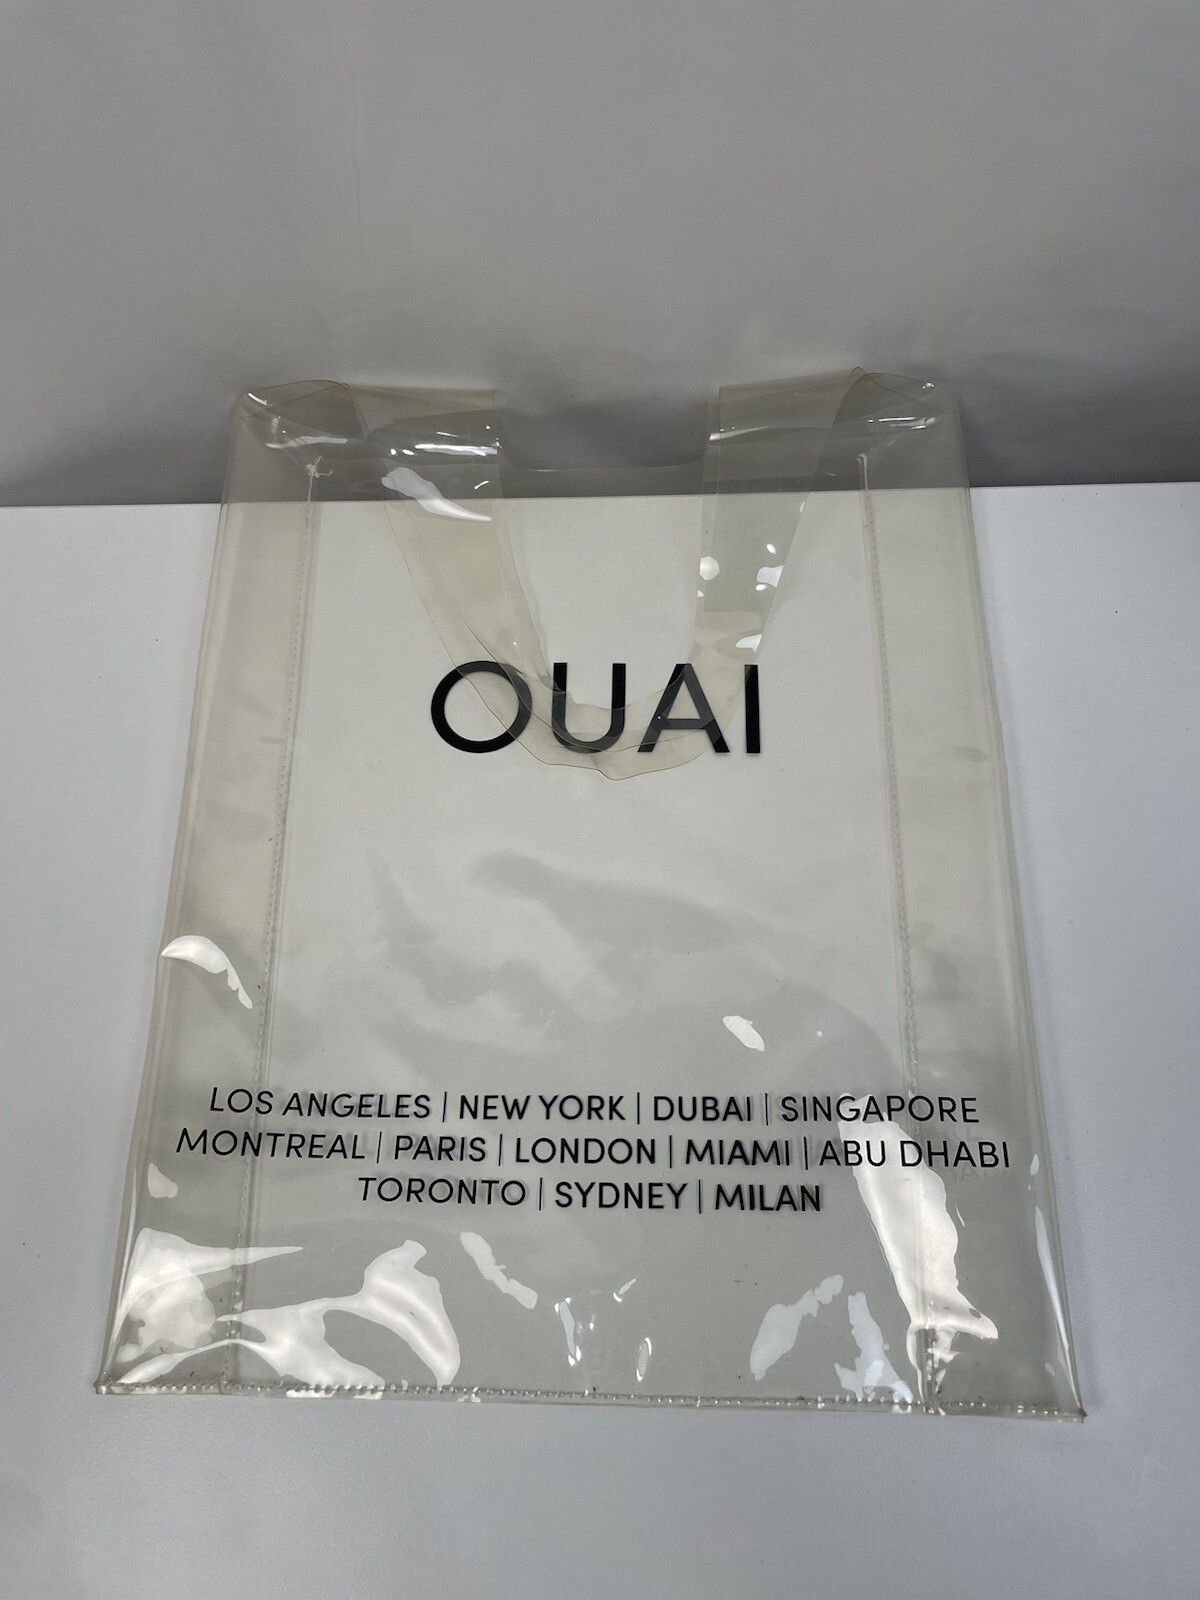 OUAI
LOS ANGELES | NEW YORK | DUBAI | SINGAPORE
MONTREAL | PARIS | LONDON | MIAMI | ABU DHABI
TORONTO | SYDNEY | MILAN